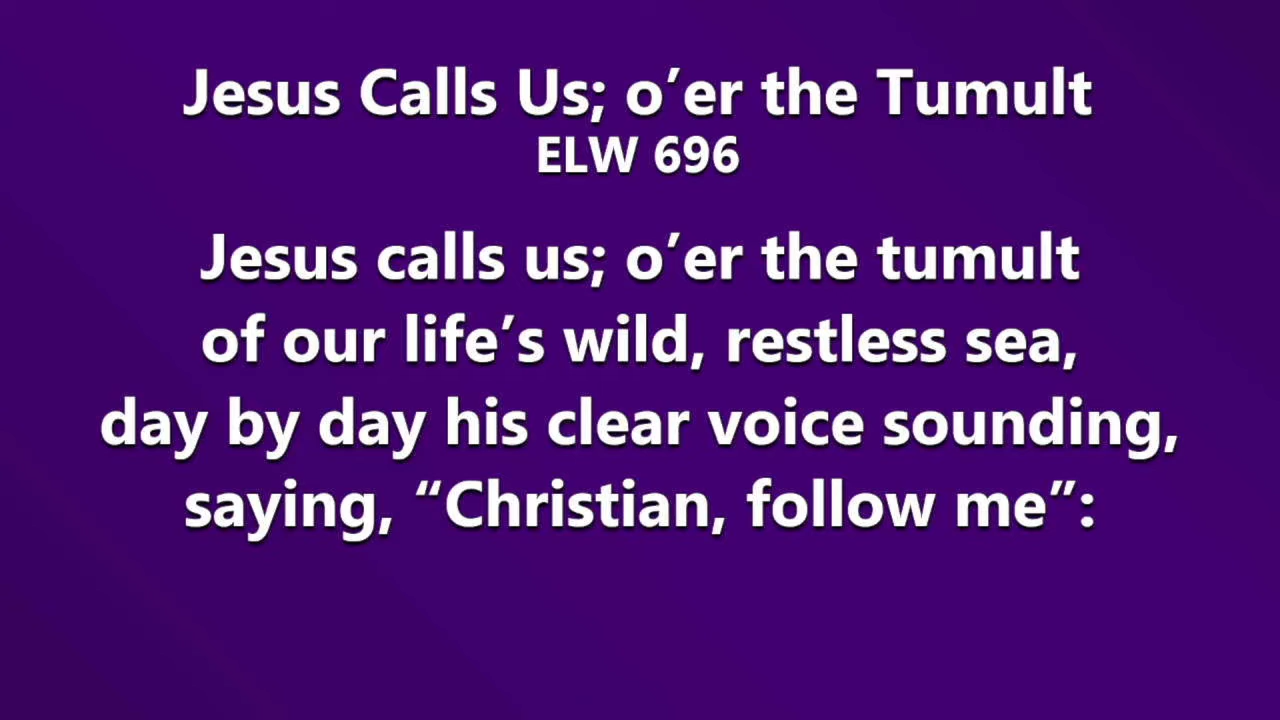 Jesus Calls Us; o’er the Tumult
ELW 696
Jesus calls us; o’er the tumult
of our life’s wild, restless sea,
day by day his clear voice sounding,
saying, “Christian, follow me”: